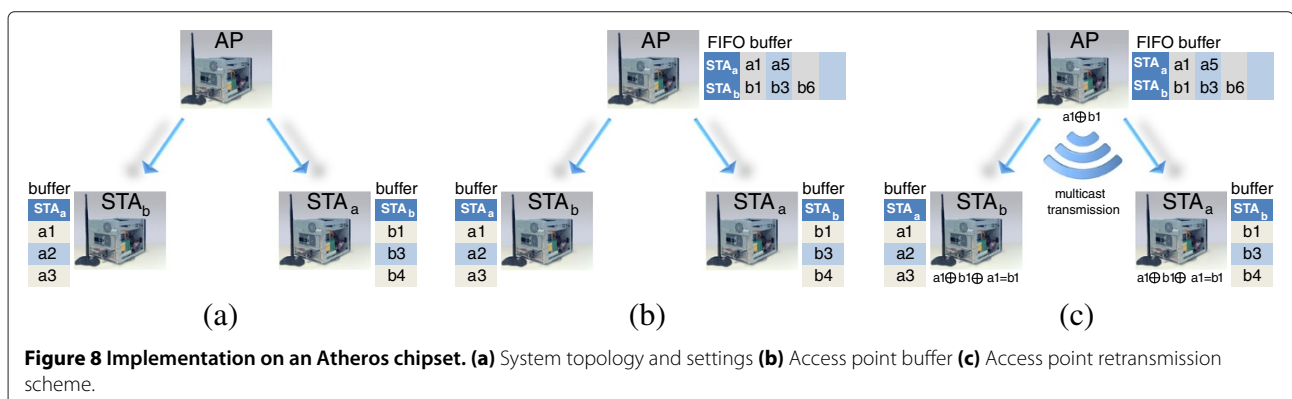 AP
buffer
STAa
a1
a2
a3
STAb
STAa
buffer
STAb
b1
b3
b4
(a)
AP
FIFO buffer
STAa a1 a5
STAb b1 b3 b6
buffer
STAa
a1
a2
a3
STAb
STAa
buffer
STAb
b1
b3
b4
(b)
AP
FIFO buffer
STAa a1 a5
STAb b1 b3 b6
a1⊕b1
multicast
transmission
buffer
STAa
a1
a2
a3
STAb
a1⊕b1⊕ a1=b1
STAa
a1⊕b1⊕ a1=b1
buffer
STAb
b1
b3
b4
(c)
Figure 8 Implementation on an Atheros chipset. (a) System topology and settings (b) Access point buffer (c) Access point retransmission
scheme.